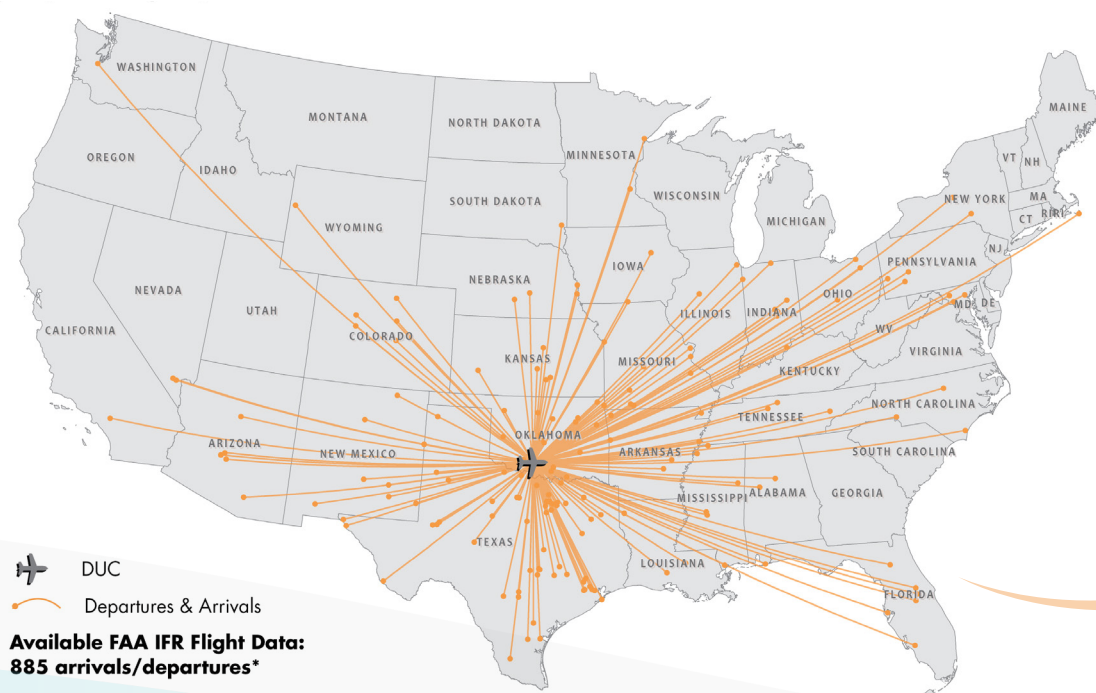 WASHINGTON
MONTANA
NORTH DAKOTA
MINNESOTA
MAINE
OREGON
IDAHO
SOUTH DAKOTA
WISCONSIN
MICHIGAN
VT
NH
NEW YORK
MA
CT
RI
WYOMING
NEBRASKA
IOWA
PENNSYLVANIA
NJ
NEVADA
UTAH
COLORADO
ILLINOIS
INDIANA
OHIO
MD
DE
CALIFORNIA
KANSAS
MISSOURI
WV
VIRGINIA
KENTUCKY
ARIZONA
NEW MEXICO
OKLAHOMA
ARKANSAS
TENNESSEE
NORTH CAROLINA
SOUTH CAROLINA
MISSISSIPPI
ALABAMA
GEORGIA
TEXAS
LOUISIANA
FLORIDA
DUC
Departures & Arrivals
Available FAA IFR Flight Data:
885 arrivals/departures*